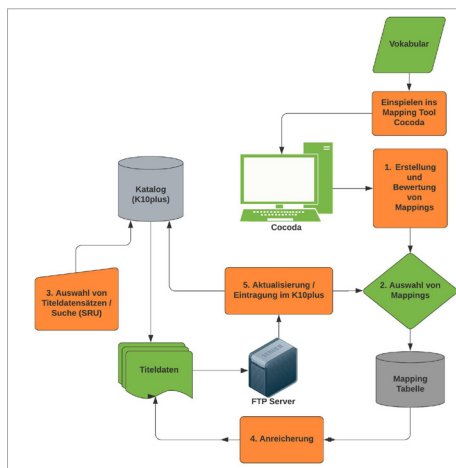 Vokabular
Einspielen ins
Mapping Tool
Cocoda
Katalog
(K10plus)
Cocoda
1. Erstellung
und
Bewertung
von
Mappings
3. Auswahl von
Titeldatensätzen /
Suche (SRU)
5. Aktualisierung /
Eintragung im K10plus
2. Auswahl von
Mappings
Titeldaten
FTP Server
Mapping
Tabelle
4. Anreicherung